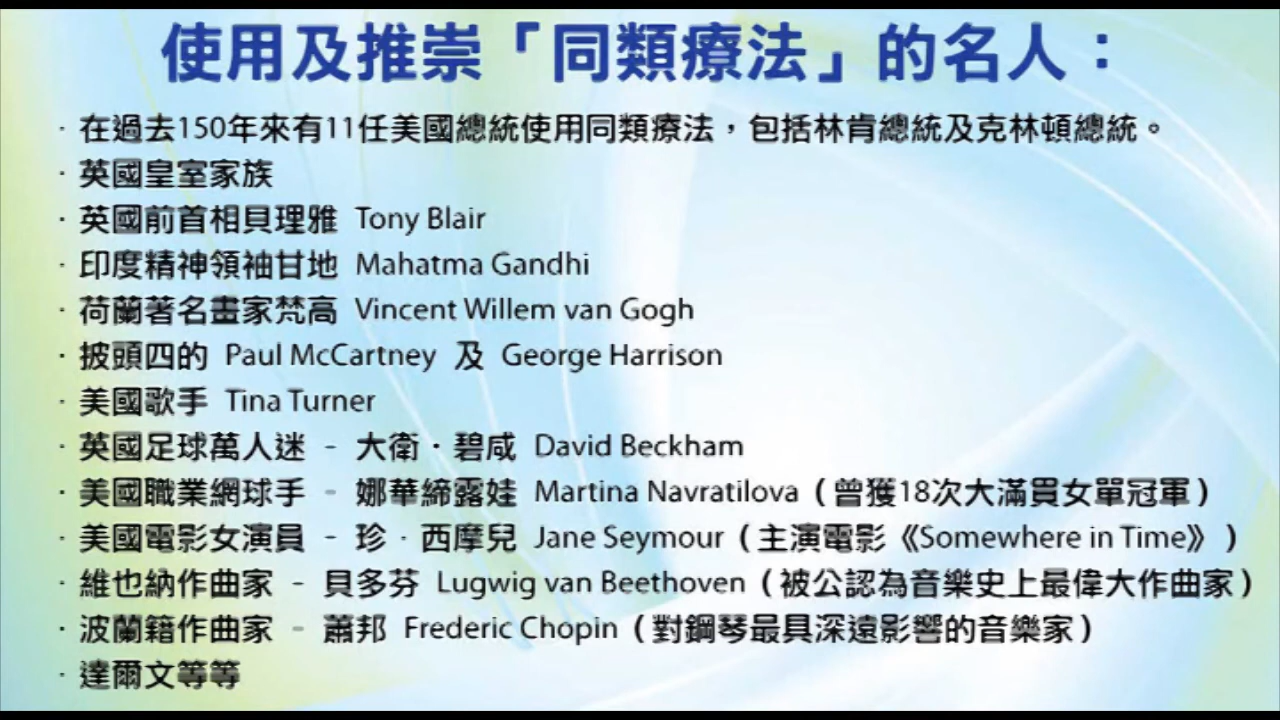 使用及推崇「同類療法」的名人：
· 在過去150年來有11任美國總統使用同類療法，包括林肯總統及克林頓總統。
· 英國皇室家族
· 英國前首相貝理雅 Tony Blair
· 印度精神領袖甘地 Mahatma Gandhi
· 荷蘭著名畫家梵高 Vincent Willem van Gogh
· 披頭四的 Paul McCartney 及 George Harrison
· 美國歌手 Tina Turner
· 英國足球萬人迷 - 大衛·碧咸 David Beckham
· 美國職業網球手 - 娜華締露娃 Martina Navratilova（曾獲18次大滿貫女單冠軍）
· 美國電影女演員 - 珍·西摩兒 Jane Seymour（主演電影《Somewhere in Time》）
· 維也納作曲家 - 貝多芬 Lugwig van Beethoven（被公認為音樂史上最偉大作曲家）
· 波蘭籍作曲家 - 蕭邦 Frederic Chopin（對鋼琴最具深遠影響的音樂家）
· 達爾文等等